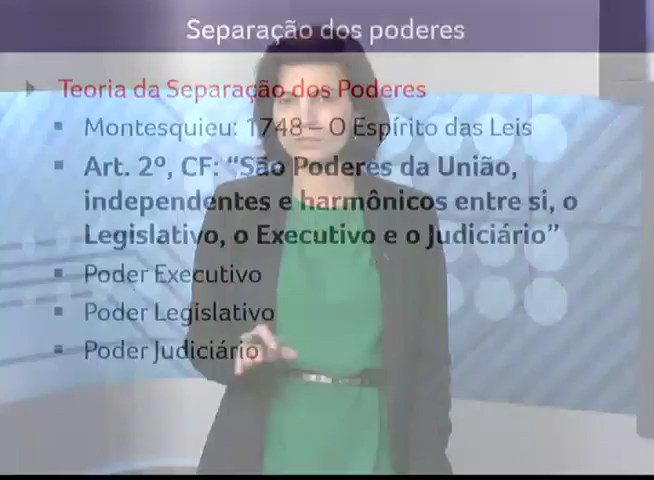 Separação dos poderes
Teoria da Separação dos Poderes
Montesquieu: 1748 – O Espírito das Leis
Art. 2º, CF: “São Poderes da União,
independentes e harmônicos entre si, o
Legislativo, o Executivo e o Judiciário”
Poder Executivo
Poder Legislativo
Poder Judiciário